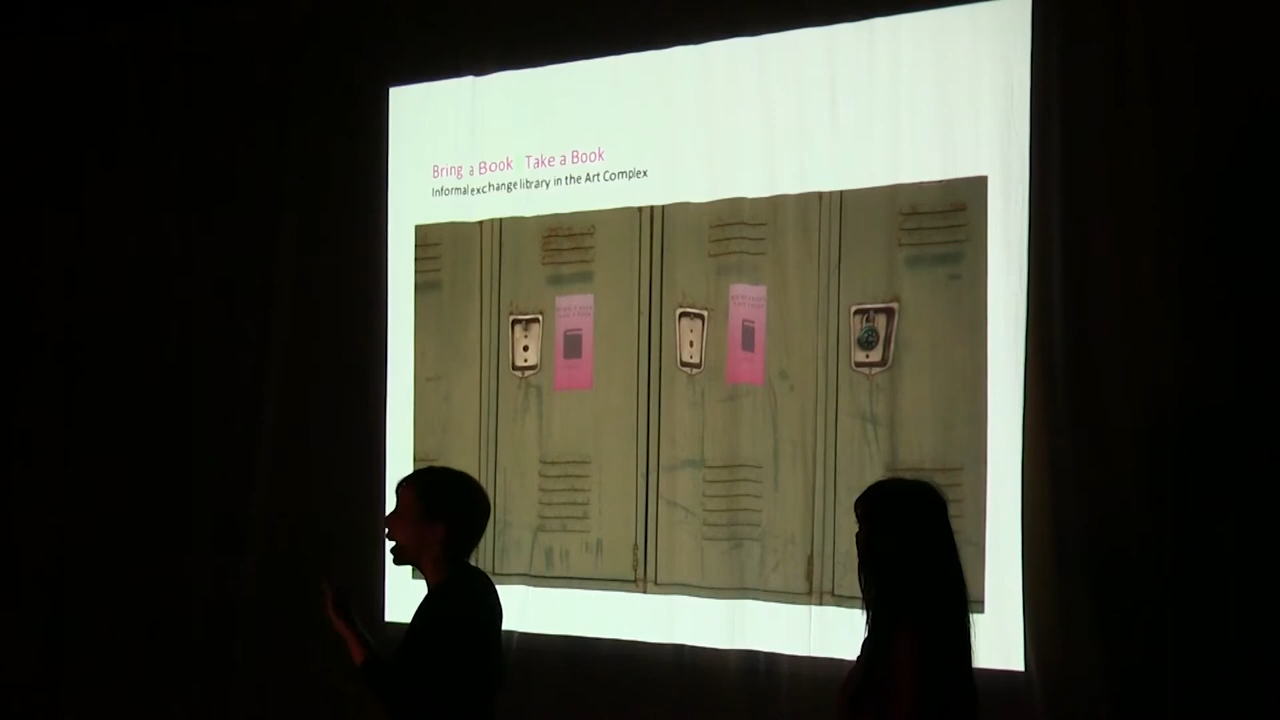 Bring a Book Take a Book
Informal exchange library in the Art Complex